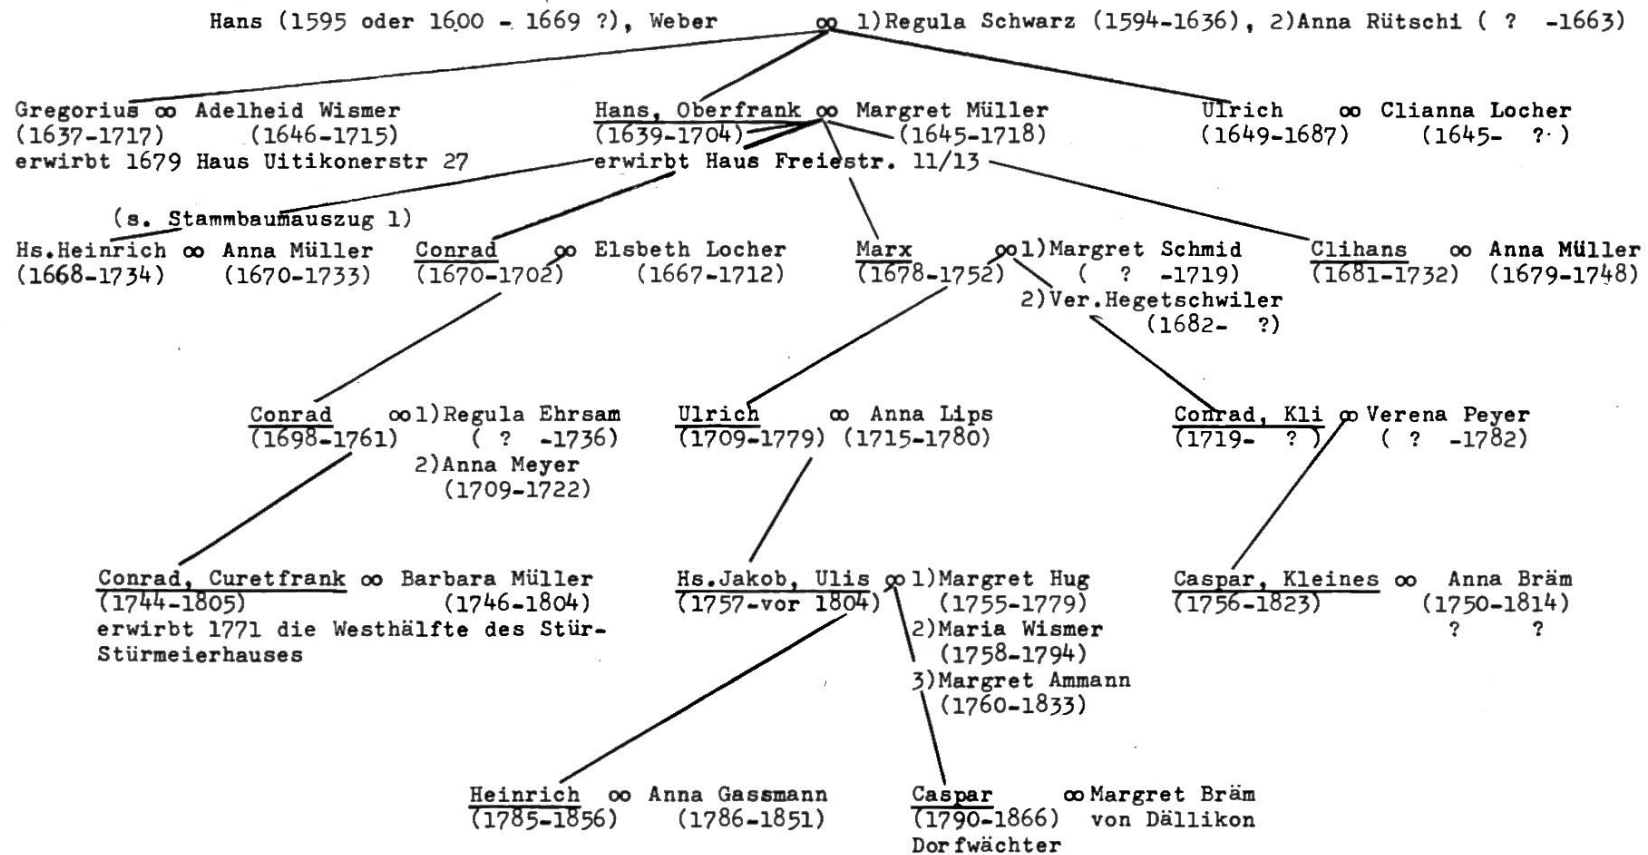 Hans (1595 oder 1600 - 1669 ?), Weber ∞ 1)Regula Schwarz (1594-1636), 2)Anna Rütschi ( ? -1663)
Gregorius ∞ Adelheid Wismer Hans, Oberfrank ∞ Margret Müller Ulrich ∞ Clianna Locher
(1637-1717) (1646-1715) (1639-1704) (1645-1718) (1649-1687) (1645- ? )
erwirbt 1679 Haus Uitikonerstr 27 erwirbt Haus Freiestr. 11/13
(s. Stammbaumauszug 1)
Hs.Heinrich ∞ Anna Müller Conrad ∞ Elsbeth Locher Marx ∞1)Margret Schmid Clihans ∞ Anna Müller
(1668-1734) (1670-1733) (1670-1702) (1667-1712) (1678-1752) ( ? -1719) (1681-1732) (1679-1748)
2)Ver.Hegetschwiler
(1682- ?)
Conrad ∞1)Regula Ehrsam Ulrich ∞ Anna Lips Conrad, Kli ∞ Verena Peyer
(1698-1761) ( ? -1736) (1709-1779) (1715-1780) (1719- ? ) ( ? -1782)
2)Anna Meyer
(1709-1722)
Conrad, Curetfrank ∞ Barbara Müller Hs.Jakob, Ulis ∞ 1)Margret Hug Caspar, Kleines ∞ Anna Bräm
(1744-1805) (1746-1804) (1757-vor 1804) (1755-1779) (1756-1823) (1750-1814)
erwirbt 1771 die Westhälfte des Stür- 2)Maria Wismer ? ?
Stürmeierhauses (1758-1794)
3)Margret Ammann
(1760-1833)
Heinrich ∞ Anna Gassmann Caspar ∞ Margret Bräm
(1785-1856) (1786-1851) (1790-1866) von Dällikon
Dorfwächter